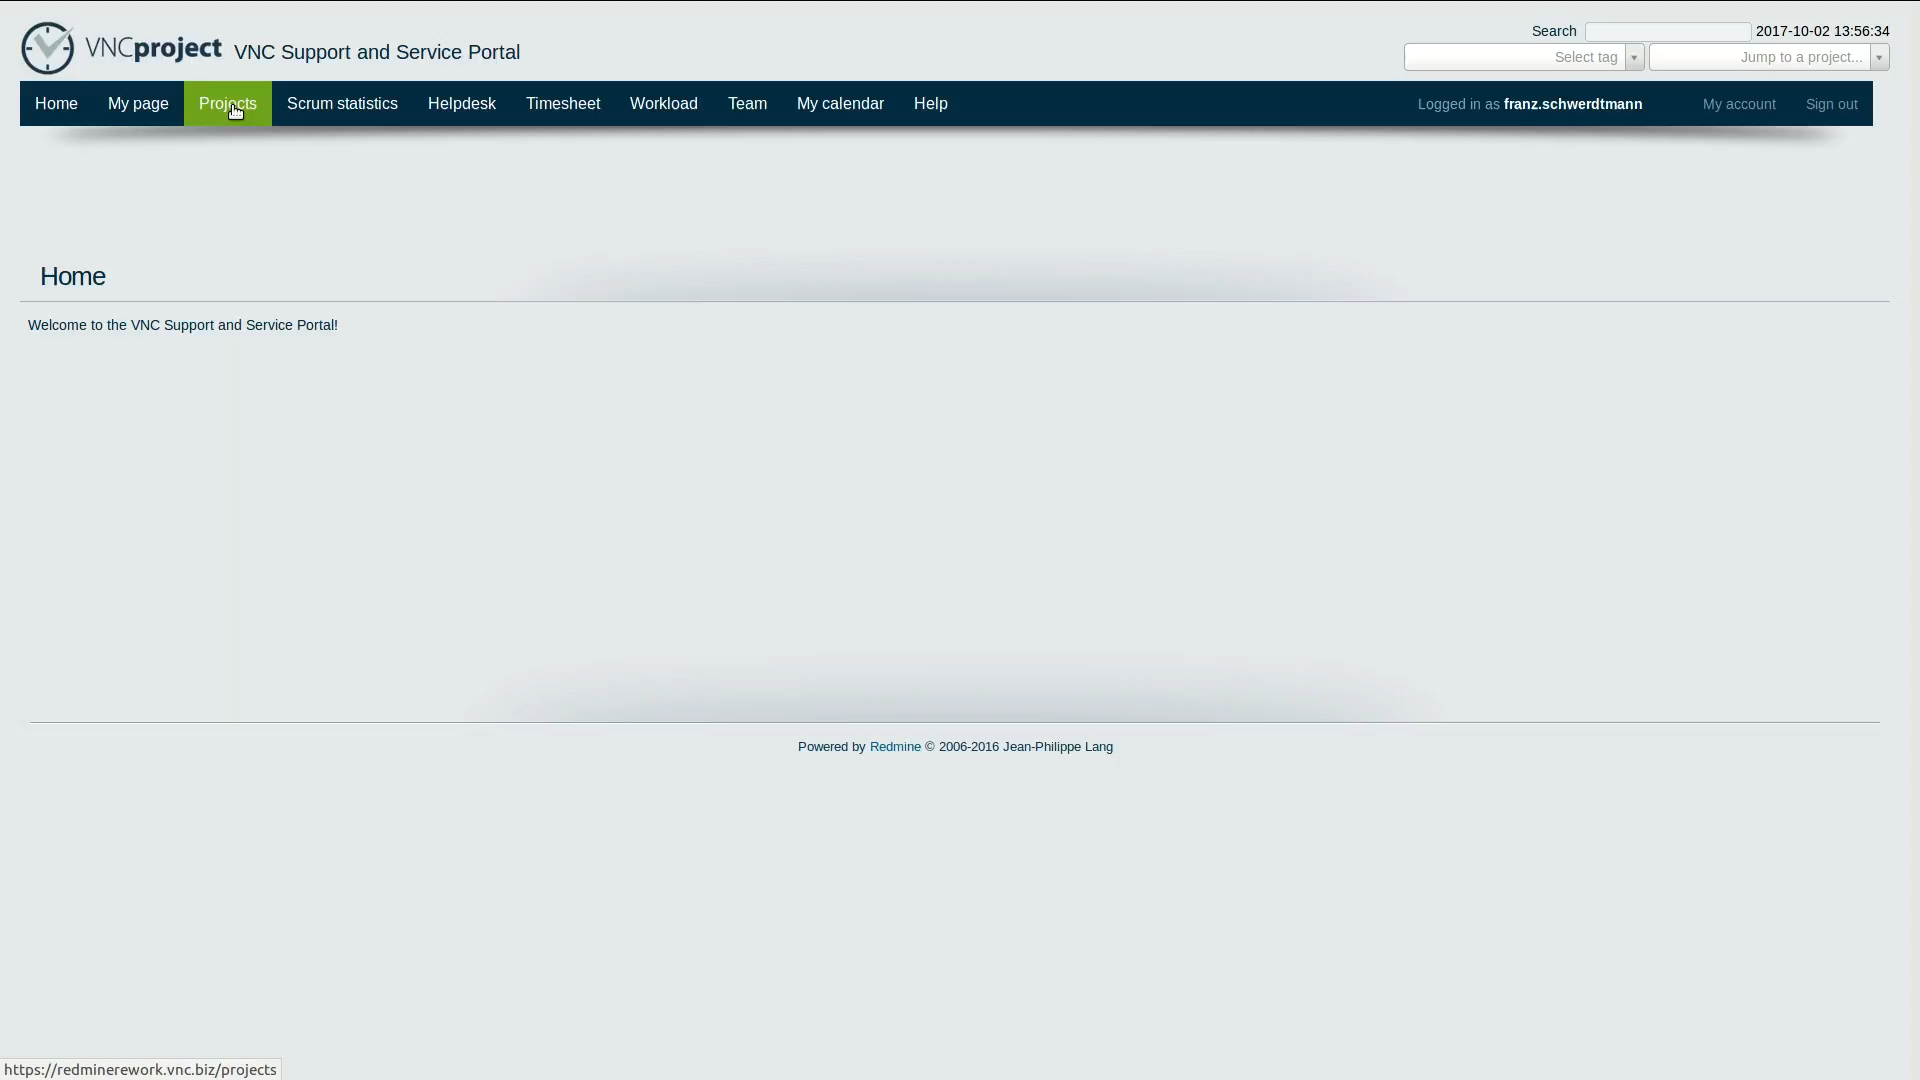 VNCproject VNC Support and Service Portal
Search 2017-10-02 13:56:34
Select tag Jump to a project...
Home My page Projects Scrum statistics Helpdesk Timesheet Workload Team My calendar Help Logged in as franz.schwerdtmann My account Sign out
Home
Welcome to the VNC Support and Service Portal!
Powered by Redmine © 2006-2016 Jean-Philippe Lang
https://redminerework.vnc.biz/projects